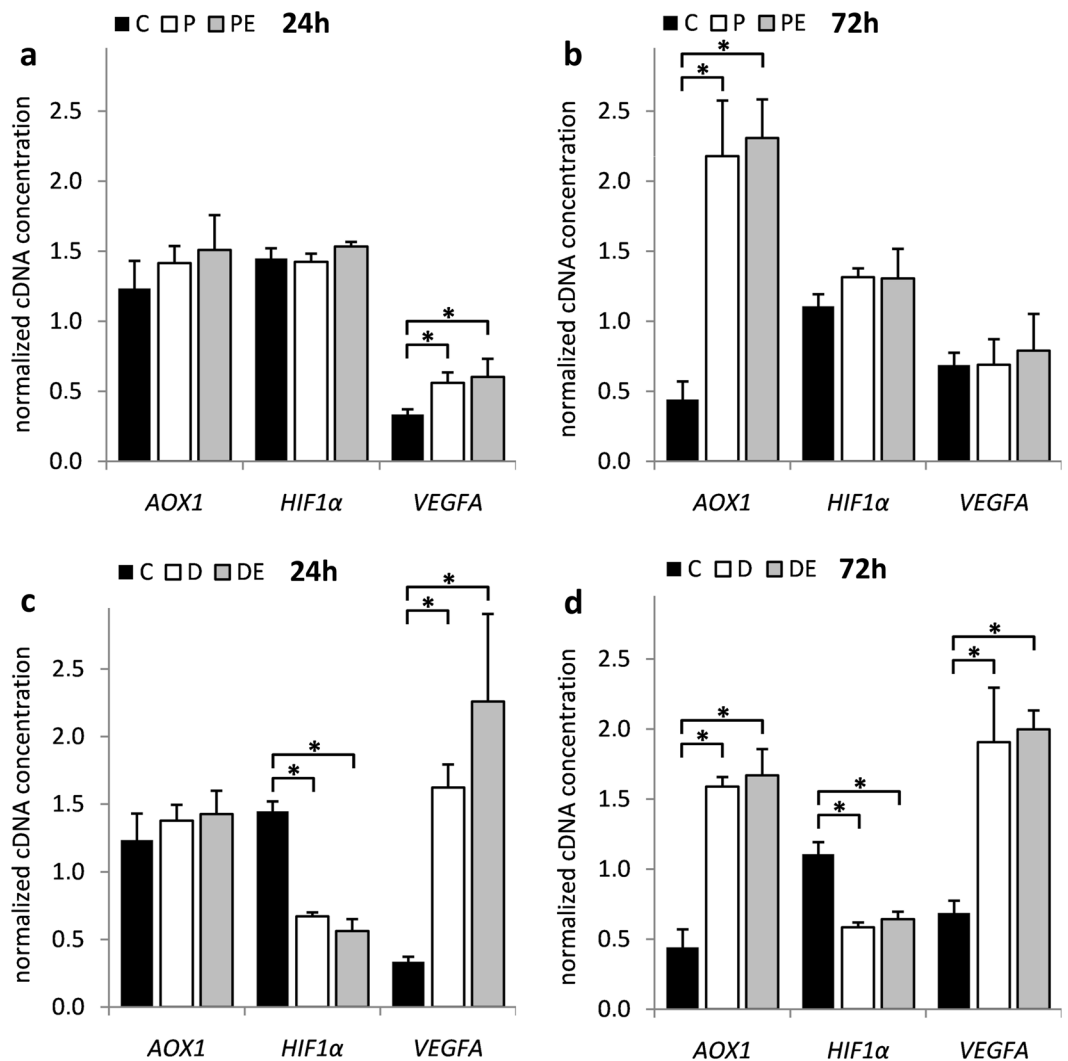 a
C P PE 24h
normalized cDNA concentration
2.5
2.0
1.5
1.0
0.5
0.0
* *
AOX1 HIF1α VEGFA
b
C P PE 72h
normalized cDNA concentration
2.5
2.0
1.5
1.0
0.5
0.0
* *
AOX1 HIF1α VEGFA
c
C D DE 24h
normalized cDNA concentration
2.5
2.0
1.5
1.0
0.5
0.0
* *
* *
AOX1 HIF1α VEGFA
d
C D DE 72h
normalized cDNA concentration
2.5
2.0
1.5
1.0
0.5
0.0
* *
* *
* *
AOX1 HIF1α VEGFA